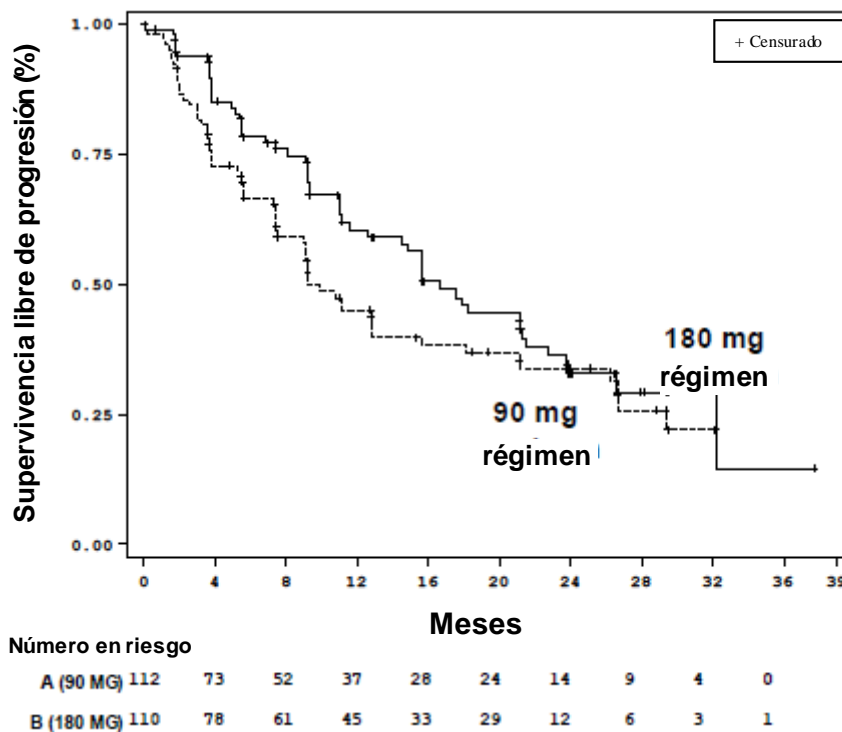 Supervivencia libre de progresión (%)
1.00
0.75
0.50
0.25
0.00
+ Censurado
180 mg
régimen
90 mg
régimen
0 4 8 12 16 20 24 28 32 36 39
Meses
Número en riesgo
A (90 MG) 112 73 52 37 28 24 14 9 4 0
B (180 MG) 110 78 61 45 33 29 12 6 3 1